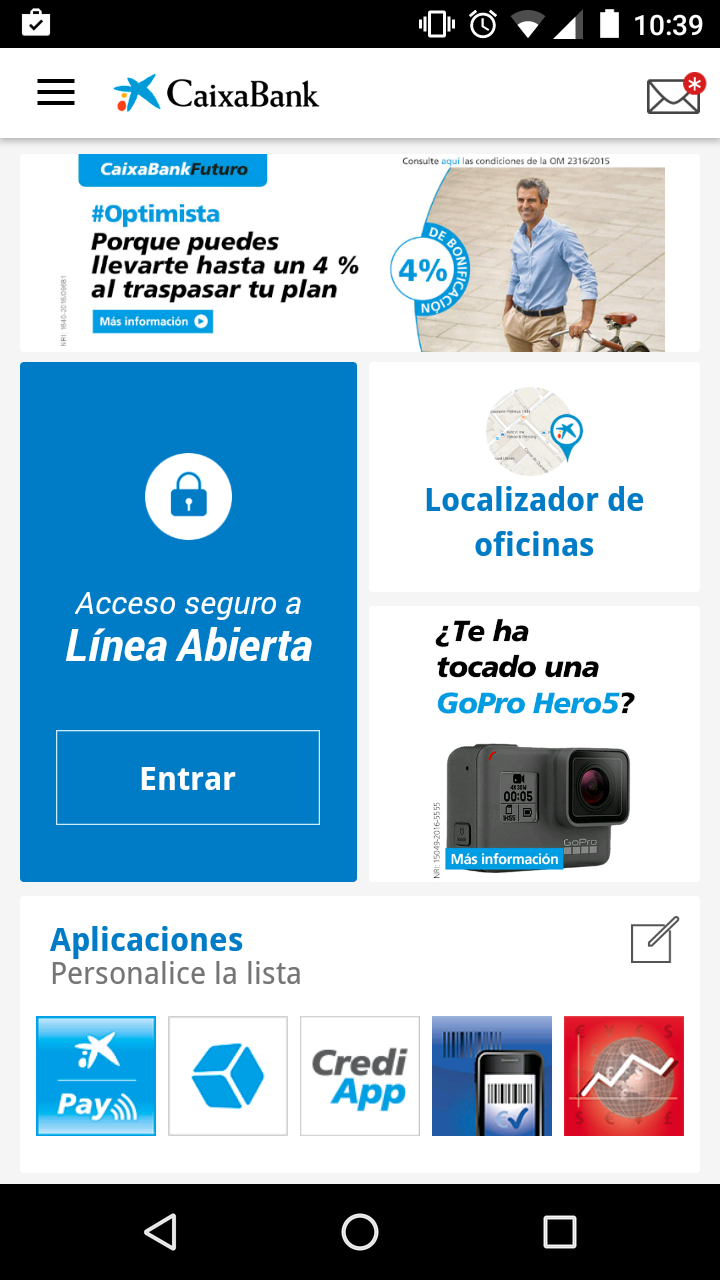 10:39
CaixaBank
CaixaBankFuturo
Consulte aquí las condiciones de la OM 2316/2015
#Optimista
Porque puedes
llevarte hasta un 4 %
al traspasar tu plan
Más información
4%
DE BONIFICACIÓN
NRI: 1640-2016/09681
Localizador de
oficinas
Acceso seguro a
Línea Abierta
Entrar
¿Te ha
tocado una
GoPro Hero5?
00:05
GoPro
Más información
NRI: 15049-2016-5555
Aplicaciones
Personalice la lista
Pay
Credi
App